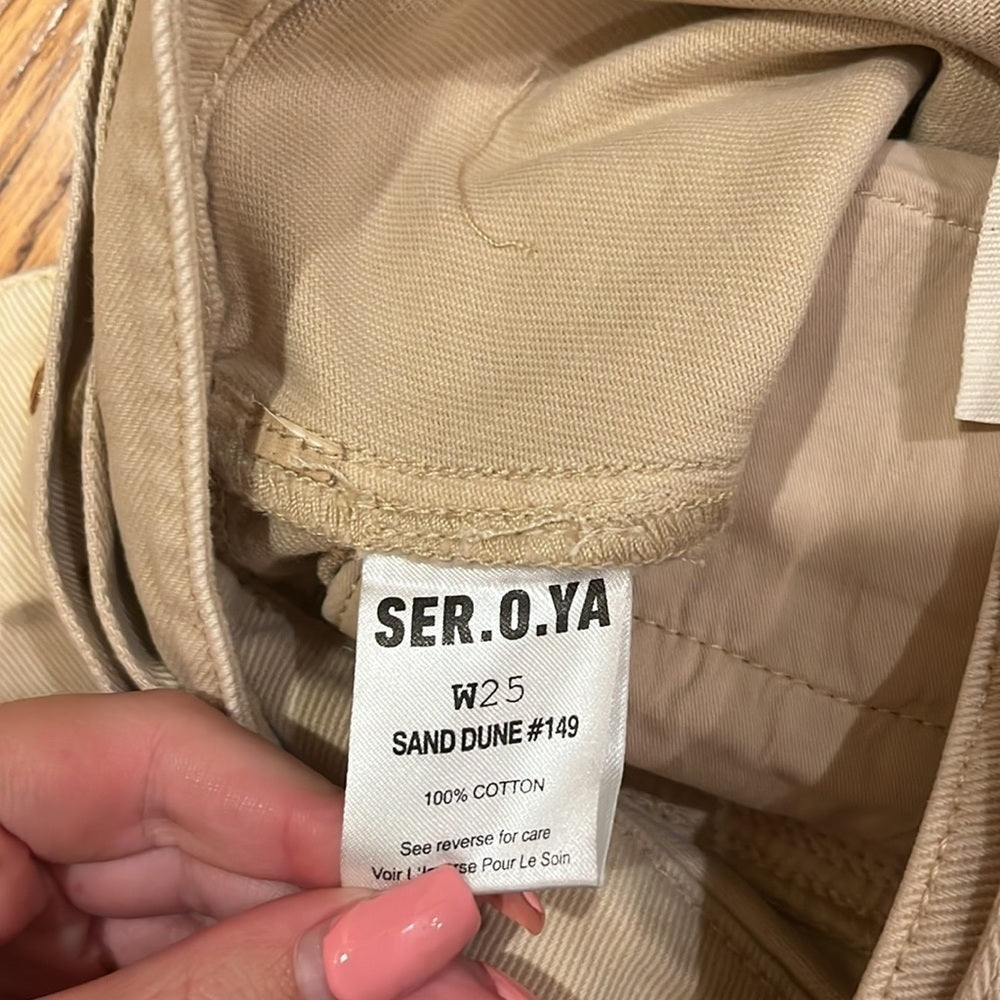 SER.O.YA
W25
SAND DUNE #149
100% COTTON
See reverse for care
Voir Pour Le Soin